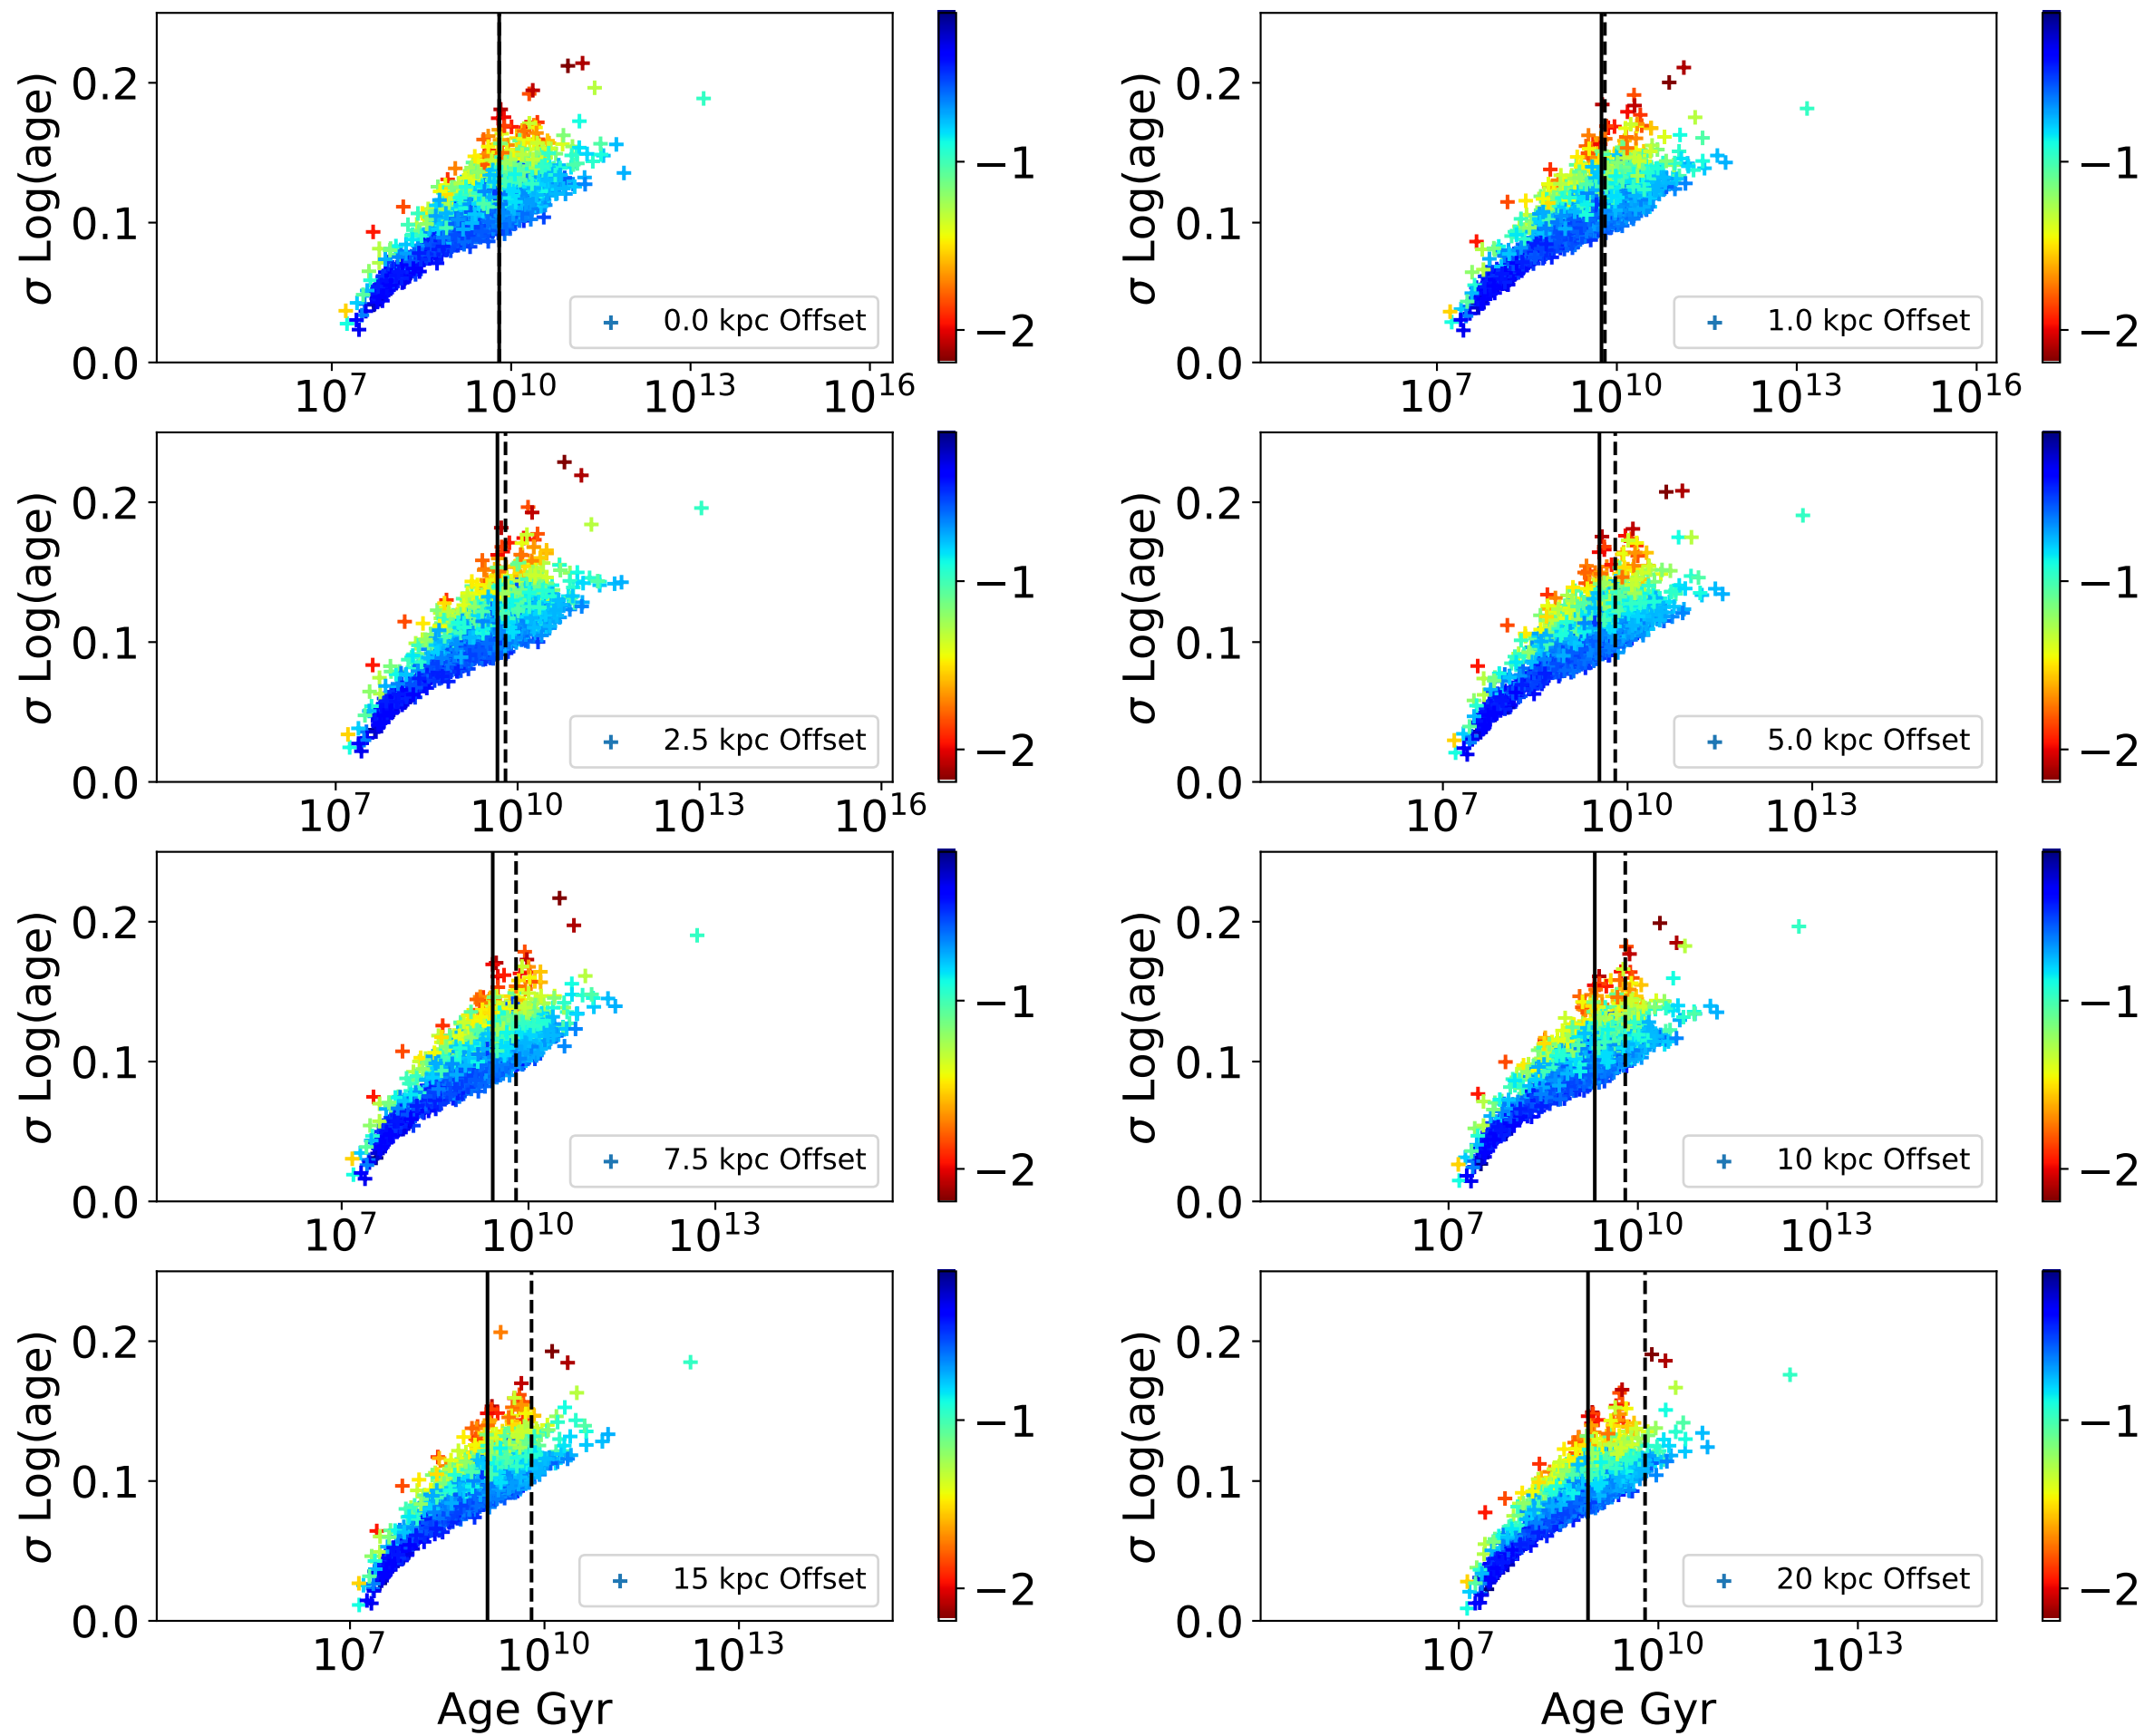 0.2
0.1
0.0
σ Log(age)
0.0 kpc Offset
10^7 10^10 10^13 10^16
−1
−2
0.2
0.1
0.0
σ Log(age)
1.0 kpc Offset
10^7 10^10 10^13 10^16
−1
−2
0.2
0.1
0.0
σ Log(age)
2.5 kpc Offset
10^7 10^10 10^13 10^16
−1
−2
0.2
0.1
0.0
σ Log(age)
5.0 kpc Offset
10^7 10^10 10^13
−1
−2
0.2
0.1
0.0
σ Log(age)
7.5 kpc Offset
10^7 10^10 10^13
−1
−2
0.2
0.1
0.0
σ Log(age)
10 kpc Offset
10^7 10^10 10^13
−1
−2
0.2
0.1
0.0
σ Log(age)
15 kpc Offset
10^7 10^10 10^13
Age Gyr
−1
−2
0.2
0.1
0.0
σ Log(age)
20 kpc Offset
10^7 10^10 10^13
Age Gyr
−1
−2